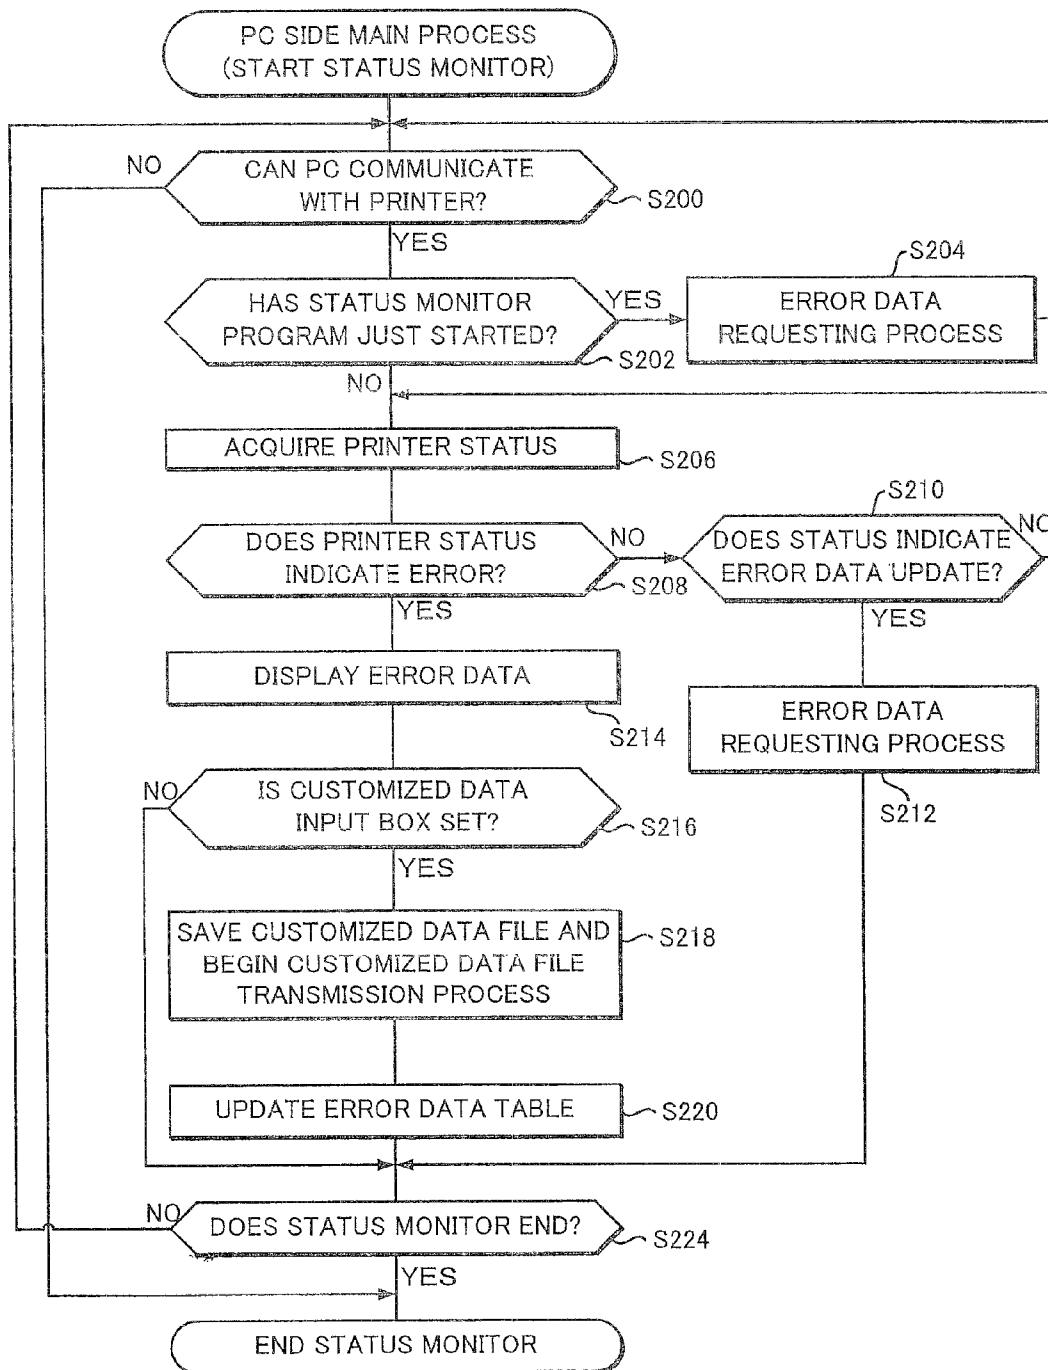 PC SIDE MAIN PROCESS
(START STATUS MONITOR)
NO
CAN PC COMMUNICATE
WITH PRINTER?
S200
YES
S204
HAS STATUS MONITOR
PROGRAM JUST STARTED?
YES
ERROR DATA
REQUESTING PROCESS
S202
NO
ACQUIRE PRINTER STATUS
S206
S210
DOES PRINTER STATUS
INDICATE ERROR?
NO
DOES STATUS INDICATE
ERROR DATA UPDATE?
NO
S208
YES
YES
DISPLAY ERROR DATA
S214
ERROR DATA
REQUESTING PROCESS
S212
NO
IS CUSTOMIZED DATA
INPUT BOX SET?
S216
YES
SAVE CUSTOMIZED DATA FILE AND
BEGIN CUSTOMIZED DATA FILE
TRANSMISSION PROCESS
S218
UPDATE ERROR DATA TABLE
S220
NO
DOES STATUS MONITOR END?
S224
YES
END STATUS MONITOR